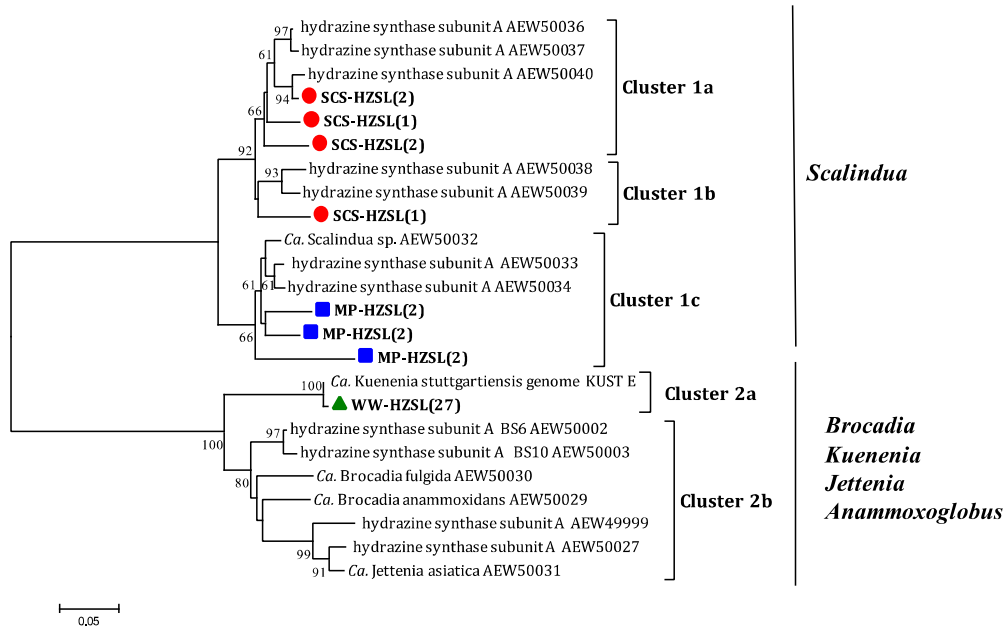 97
hydrazine synthase subunit A AEW50036
61
hydrazine synthase subunit A AEW50037
hydrazine synthase subunit A AEW50040
Cluster 1a
94
SCS-HZSL(2)
66
SCS-HZSL(1)
SCS-HZSL(2)
92
93
hydrazine synthase subunit A AEW50038
Scalindua
hydrazine synthase subunit A AEW50039
Cluster 1b
SCS-HZSL(1)
Ca. Scalindua sp. AEW50032
hydrazine synthase subunit A AEW50033
61
61
hydrazine synthase subunit A AEW50034
Cluster 1c
MP-HZSL(2)
66
MP-HZSL(2)
MP-HZSL(2)
100
Ca. Kuenenia stuttgartiensis genome KUST E
Cluster 2a
WW-HZSL(27)
100
97
hydrazine synthase subunit A BS6 AEW50002
hydrazine synthase subunit A BS10 AEW50003
80
Ca. Brocadia fulgida AEW50030
Ca. Brocadia anammoxidans AEW50029
Cluster 2b
hydrazine synthase subunit A AEW49999
99
hydrazine synthase subunit A AEW50027
91
Ca. Jettenia asiatica AEW50031
Brocadia
Kuenenia
Jettenia
Anammoxoglobus
0.05